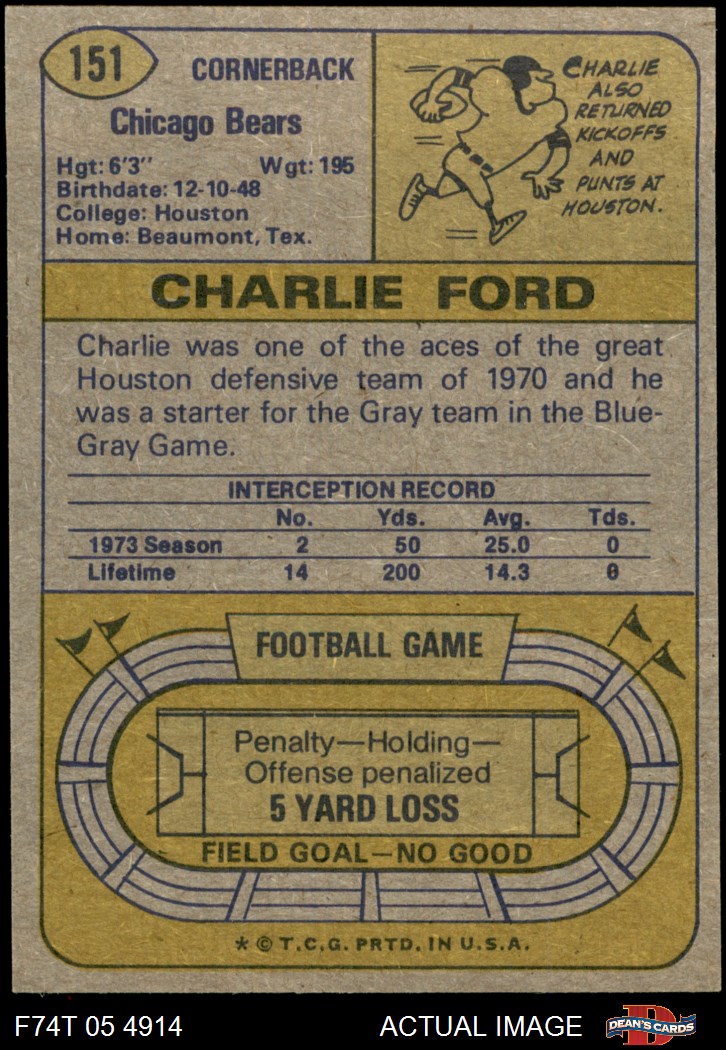 151
CORNERBACK
Chicago Bears
Hgt: 6'3" Wgt: 195
Birthdate: 12-10-48
College: Houston
Home: Beaumont, Tex.
CHARLIE
ALSO
RETURNED
KICKOFFS
AND
PUNTS AT
HOUSTON.
CHARLIE FORD
Charlie was one of the aces of the great
Houston defensive team of 1970 and he
was a starter for the Gray team in the Blue-
Gray Game.
INTERCEPTION RECORD
No. Yds. Avg. Tds.
1973 Season 2 50 25.0 0
Lifetime 14 200 14.3 0
FOOTBALL GAME
Penalty—Holding—
Offense penalized
5 YARD LOSS
FIELD GOAL—NO GOOD
* © T.C.G. PRTD. IN U.S.A.
F74T 05 4914 ACTUAL IMAGE
D
DEAN'S CARDS